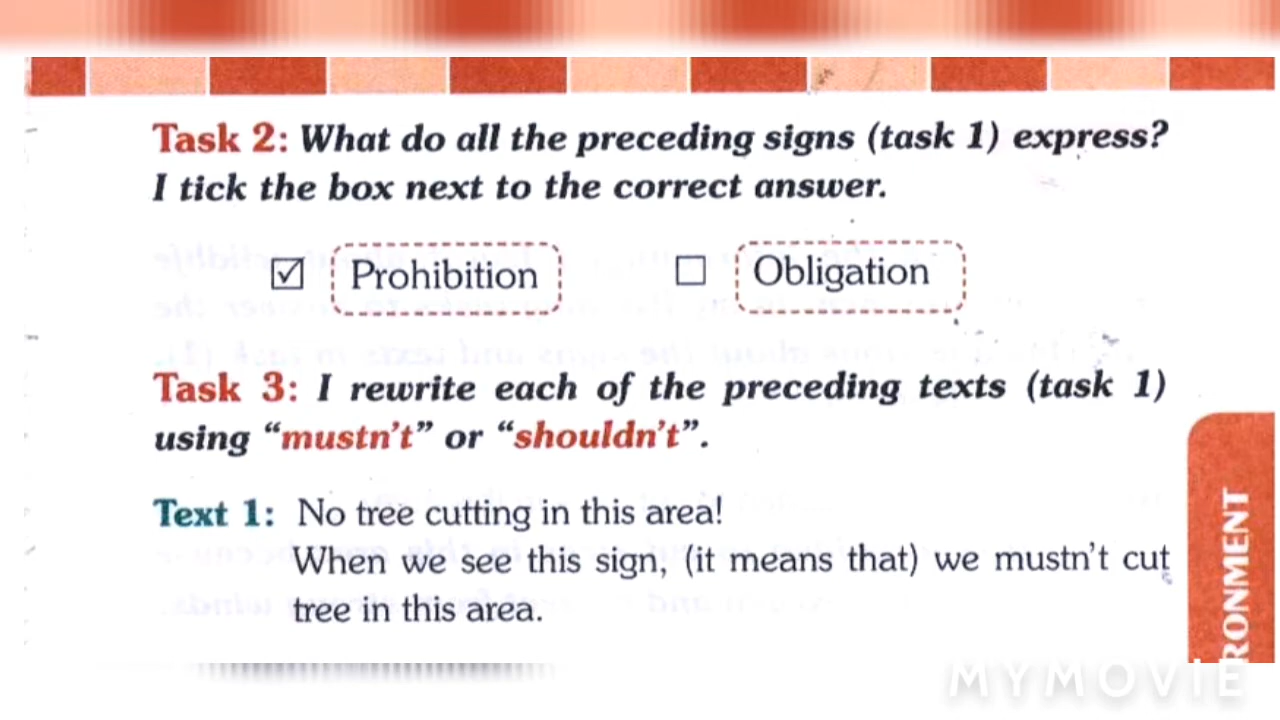 Task 2: What do all the preceding signs (task 1) express?
I tick the box next to the correct answer.
☑ Prohibition ☐ Obligation
Task 3: I rewrite each of the preceding texts (task 1)
using “mustn't” or “shouldn't”.
Text 1: No tree cutting in this area!
When we see this sign, (it means that) we mustn't cut
tree in this area.
RONMENT
MYMOVIE